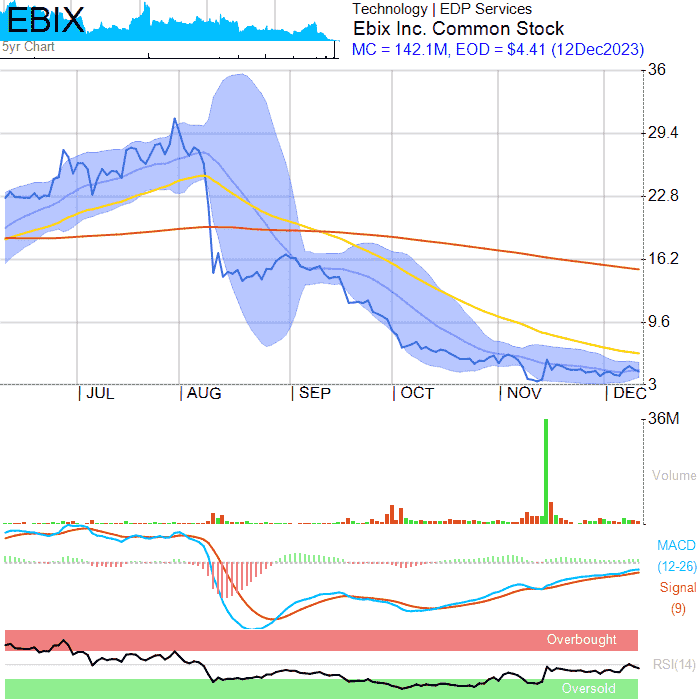 EBIX
5yr Chart
Technology | EDP Services
Ebix Inc. Common Stock
MC = 142.1M, EOD = $4.41 (12Dec2023)
36
29.4
22.8
16.2
9.6
3
JUL AUG SEP OCT NOV DEC
36M
Volume
MACD
(12-26)
Signal
(9)
Overbought
RSI(14)
Oversold